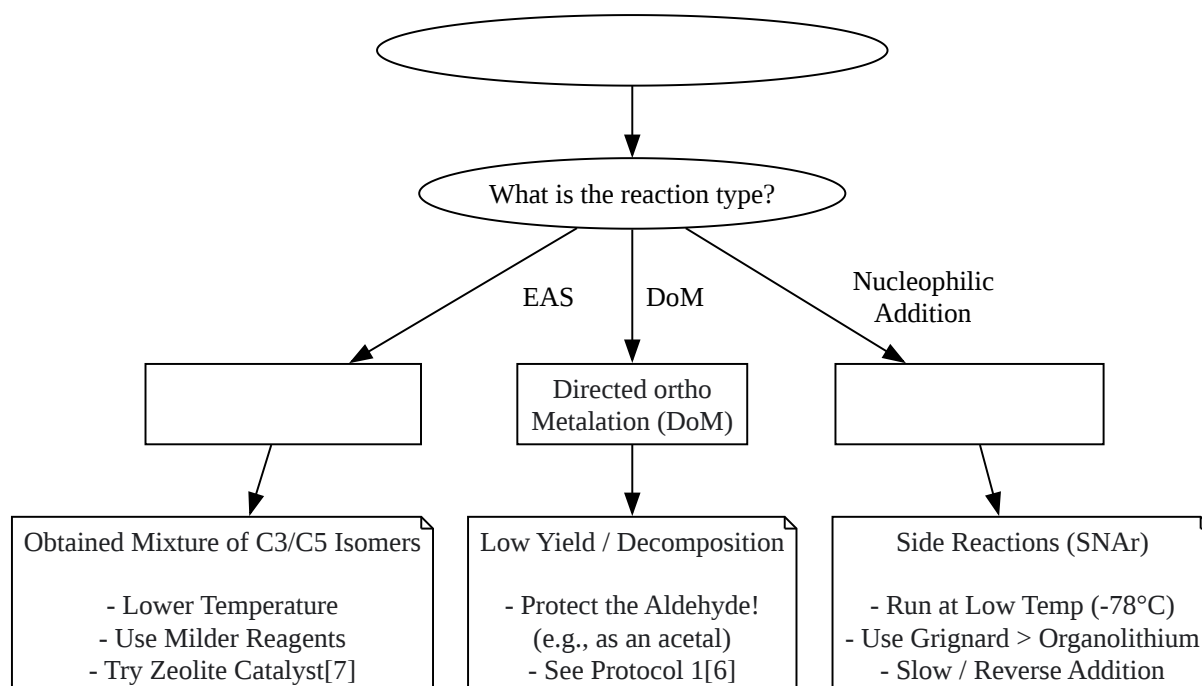 What is the reaction type?
EAS
DoM
Nucleophilic
Addition
Directed ortho
Metalation (DoM)
Obtained Mixture of C3/C5 Isomers
- Lower Temperature
- Use Milder Reagents
- Try Zeolite Catalyst[7]
Low Yield / Decomposition
- Protect the Aldehyde!
(e.g., as an acetal)
- See Protocol 1[6]
Side Reactions (SNAr)
- Run at Low Temp (-78°C)
- Use Grignard > Organolithium
- Slow / Reverse Addition